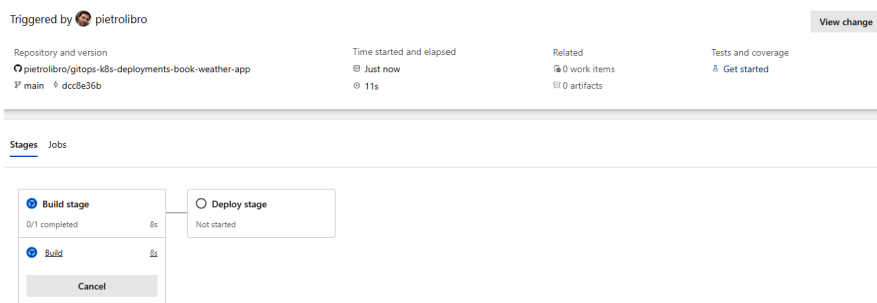 Triggered by pietrolibro
View change
Repository and version
pietrolibro/gitops-k8s-deployments-book-weather-app
main dcc8e36b
Time started and elapsed
Just now
11s
Related
0 work items
0 artifacts
Tests and coverage
Get started
Stages Jobs
Build stage
0/1 completed 8s
Build 8s
Cancel
Deploy stage
Not started